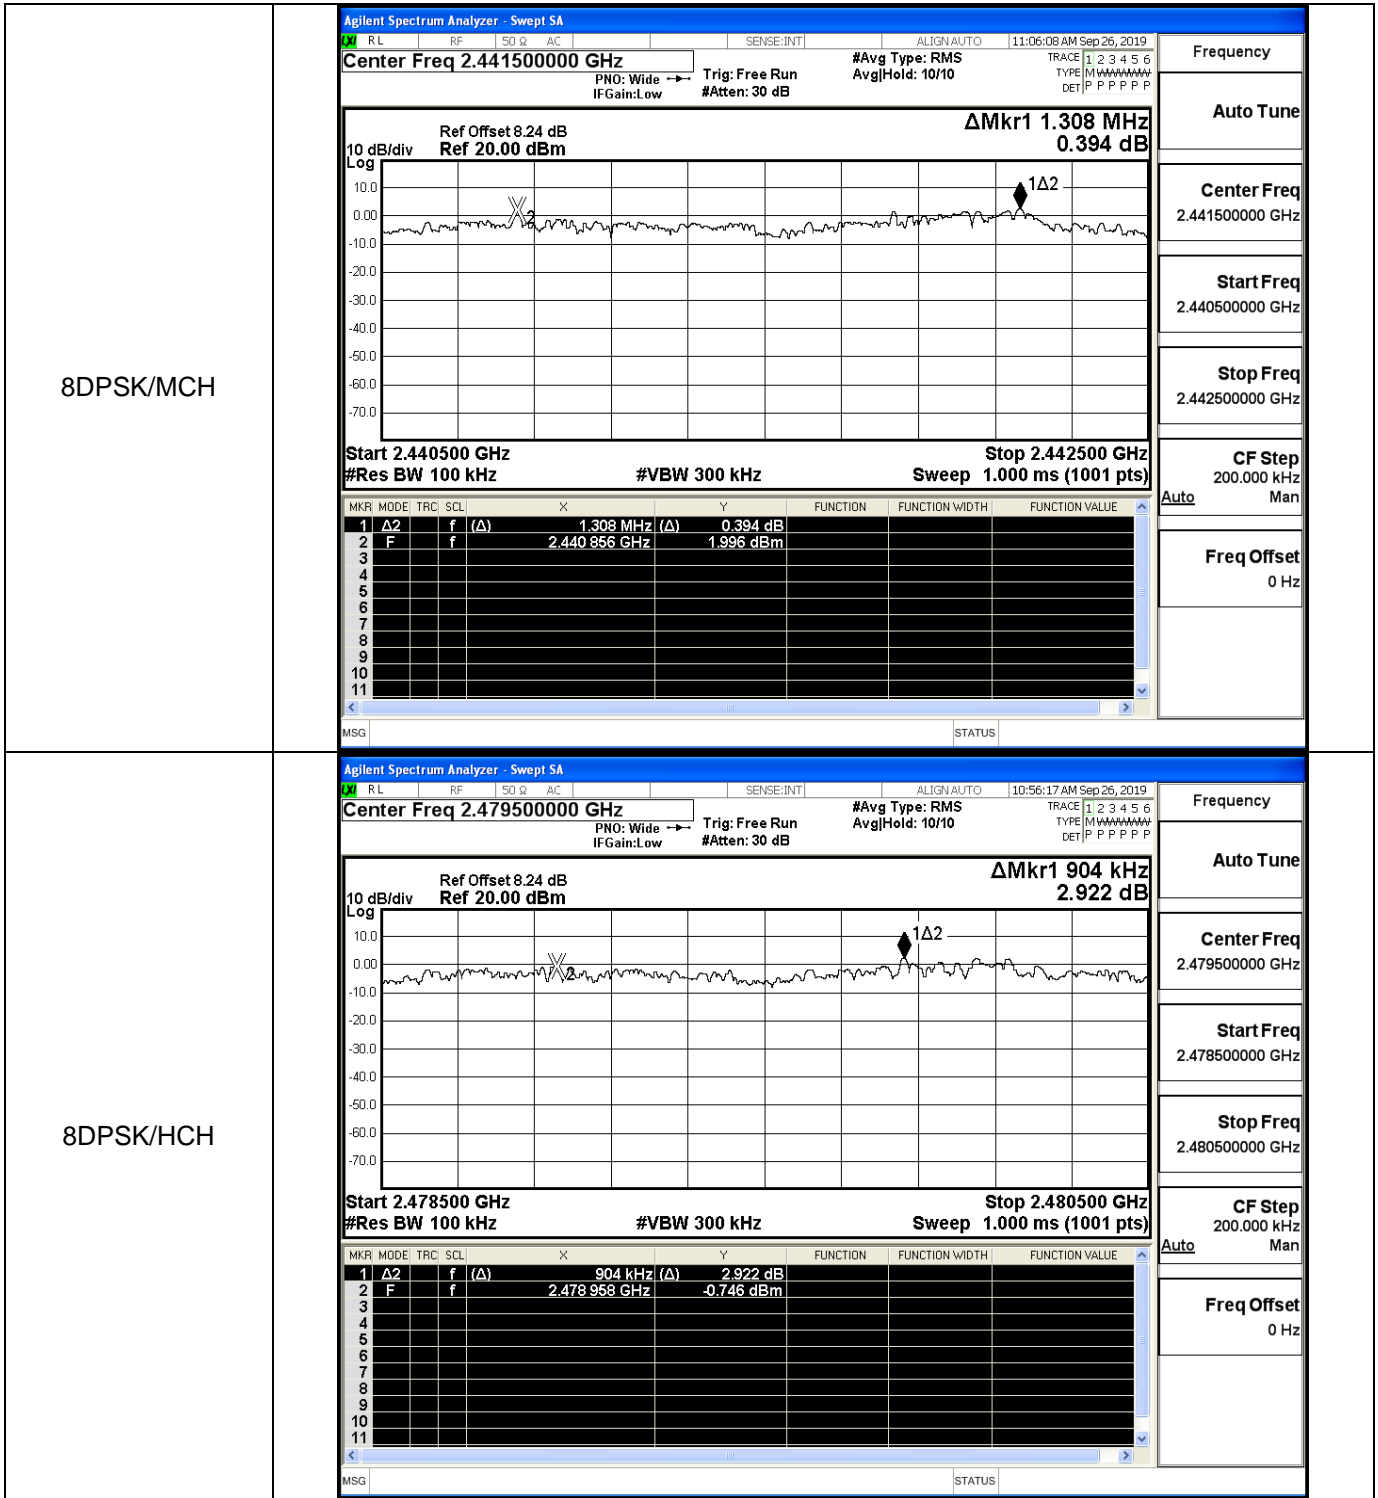 8DPSK/MCH
Agilent Spectrum Analyzer - Swept SA
LXI RL RF 50 Ω AC SENSE:INT ALIGN AUTO 11:06:08 AM Sep 26, 2019
Center Freq 2.441500000 GHz
PNO: Wide
IFGain:Low
Trig: Free Run
#Atten: 30 dB
#Avg Type: RMS
Avg|Hold: 10/10
TRACE 1 2 3 4 5 6
TYPE M WWWWW
DET P P P P P P
ΔMkr1 1.308 MHz
0.394 dB
Ref Offset 8.24 dB
10 dB/div Ref 20.00 dBm
Log
10.0
0.00
-10.0
-20.0
-30.0
-40.0
-50.0
-60.0
-70.0
2
1Δ2
Start 2.440500 GHz Stop 2.442500 GHz
#Res BW 100 kHz #VBW 300 kHz Sweep 1.000 ms (1001 pts)
MKR MODE TRC SCL X Y FUNCTION FUNCTION WIDTH FUNCTION VALUE
1 Δ2 f (Δ) 1.308 MHz (Δ) 0.394 dB
2 F f 2.440 856 GHz 1.996 dBm
3
4
5
6
7
8
9
10
11
MSG STATUS
Frequency
Auto Tune
Center Freq
2.441500000 GHz
Start Freq
2.440500000 GHz
Stop Freq
2.442500000 GHz
CF Step
200.000 kHz
Auto Man
Freq Offset
0 Hz
8DPSK/HCH
Agilent Spectrum Analyzer - Swept SA
LXI RL RF 50 Ω AC SENSE:INT ALIGN AUTO 10:56:17 AM Sep 26, 2019
Center Freq 2.479500000 GHz
PNO: Wide
IFGain:Low
Trig: Free Run
#Atten: 30 dB
#Avg Type: RMS
Avg|Hold: 10/10
TRACE 1 2 3 4 5 6
TYPE M WWWWW
DET P P P P P P
ΔMkr1 904 kHz
2.922 dB
Ref Offset 8.24 dB
10 dB/div Ref 20.00 dBm
Log
10.0
0.00
-10.0
-20.0
-30.0
-40.0
-50.0
-60.0
-70.0
2
1Δ2
Start 2.478500 GHz Stop 2.480500 GHz
#Res BW 100 kHz #VBW 300 kHz Sweep 1.000 ms (1001 pts)
MKR MODE TRC SCL X Y FUNCTION FUNCTION WIDTH FUNCTION VALUE
1 Δ2 f (Δ) 904 kHz (Δ) 2.922 dB
2 F f 2.478 958 GHz -0.746 dBm
3
4
5
6
7
8
9
10
11
MSG STATUS
Frequency
Auto Tune
Center Freq
2.479500000 GHz
Start Freq
2.478500000 GHz
Stop Freq
2.480500000 GHz
CF Step
200.000 kHz
Auto Man
Freq Offset
0 Hz